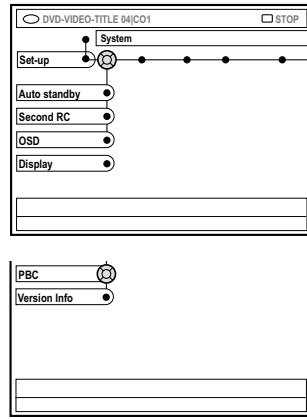 DVD-VIDEO-TITLE 04|CO1 STOP
System
Set-up
Auto standby
Second RC
OSD
Display
PBC
Version Info